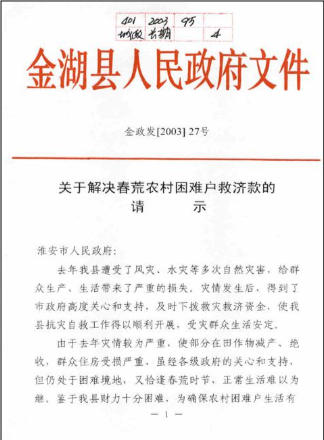 401 2003 95
长期 4
金湖县人民政府文件
金政发[2003] 27号
关于解决春荒农村困难户救济款的
请 示
淮安市人民政府:
去年我县遭受了风灾、水灾等多次自然灾害,给群
众生产、生活带来了严重的损失。灾情发生后,得到了
市政府高度关心和支持,及时下拨救灾救济资金,使我
县抗灾自救工作得以顺利开展,受灾群众生活安定。
由于去年灾情较为严重,使部分在田作物减产、绝
收,群众住房受损严重,虽经各级政府的关心和支持,
但仍处于困难境地,又恰逢春荒时节,正常生活难以为
继。鉴于我县财力十分困难,为确保农村困难户生活有
— 1 —